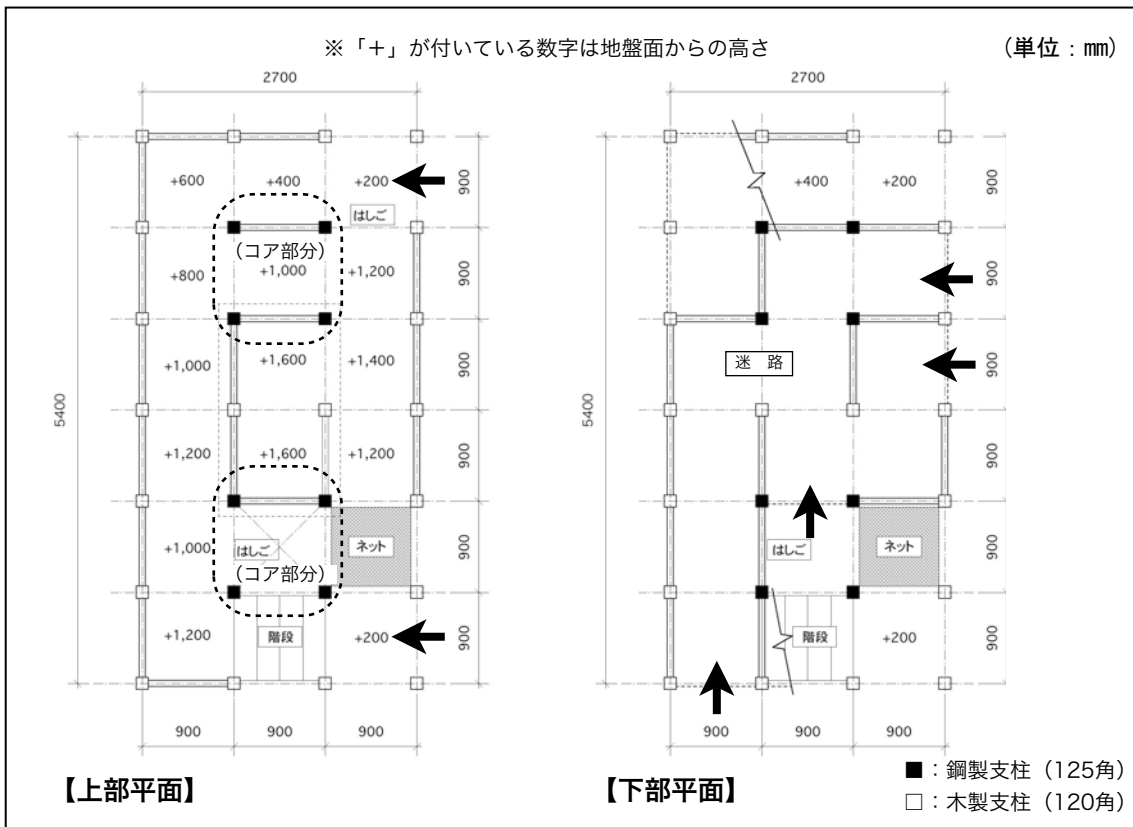 ※「＋」が付いている数字は地盤面からの高さ
（単位：㎜）
2700
5400
+600 +400 +200 900
はしご
（コア部分）
+800 +1,000 +1,200 900
+1,000 +1,600 +1,400 900
+1,200 +1,600 +1,200 900
+1,000 はしご ネット 900
（コア部分）
+1,200 階段 +200 900
900 900 900
【上部平面】
2700
5400
+400 +200 900
900
迷 路 900
900
はしご ネット 900
階段 +200 900
900 900 900
【下部平面】
■：鋼製支柱（125角）
□：木製支柱（120角）